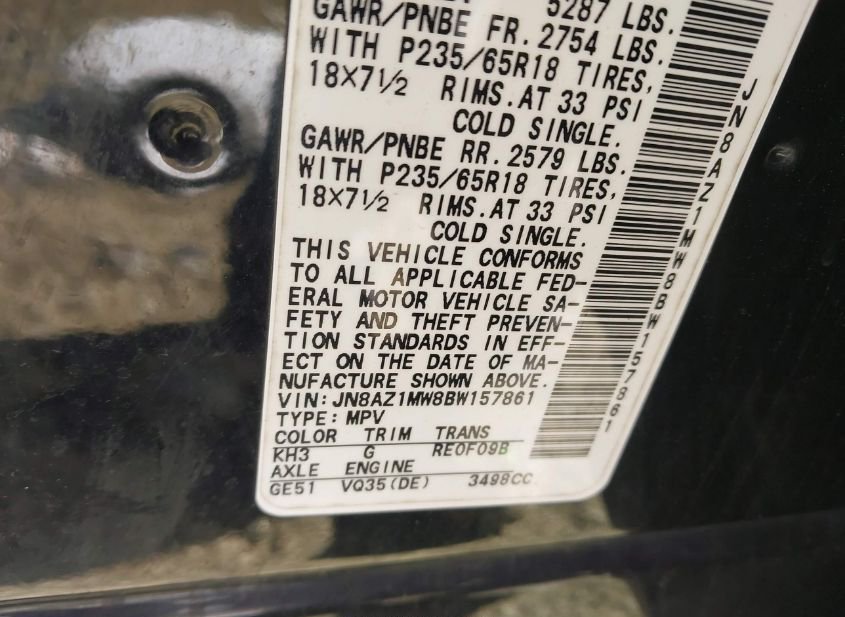 5287 LBS.
GAWR/PNBE FR. 2754 LBS.
WITH P235/65R18 TIRES,
18×7½ RIMS. AT 33 PSI
COLD SINGLE.
GAWR/PNBE RR. 2579 LBS.
WITH P235/65R18 TIRES,
18×7½ RIMS. AT 33 PSI
COLD SINGLE.
THIS VEHICLE CONFORMS
TO ALL APPLICABLE FED-
ERAL MOTOR VEHICLE SA-
FETY AND THEFT PREVEN-
TION STANDARDS IN EFF-
ECT ON THE DATE OF MA-
NUFACTURE SHOWN ABOVE.
VIN: JN8AZ1MW8BW157861
TYPE: MPV
COLOR TRIM TRANS
KH3 G RE0F09B
AXLE ENGINE
GE51 VQ35(DE) 3498CC
JN8AZ1MW8BW157861